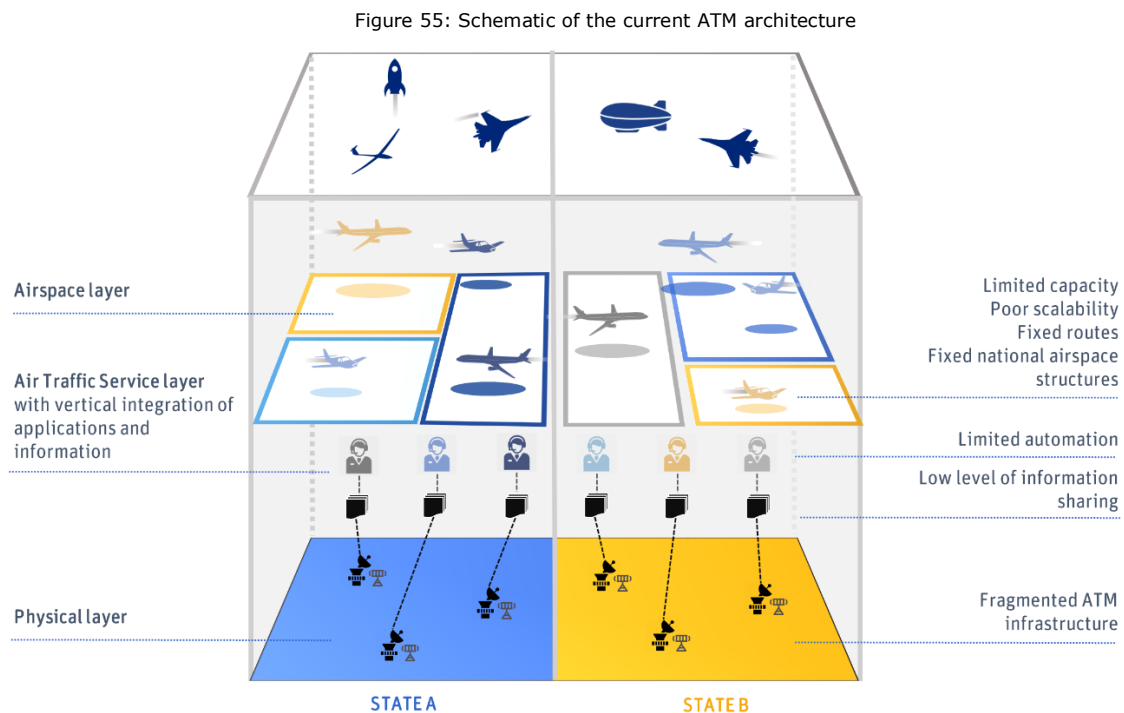 Figure 55: Schematic of the current ATM architecture
Airspace layer
Air Traffic Service layer
with vertical integration of
applications and
information
Physical layer
Limited capacity
Poor scalability
Fixed routes
Fixed national airspace
structures
Limited automation
Low level of information
sharing
Fragmented ATM
infrastructure
STATE A
STATE B